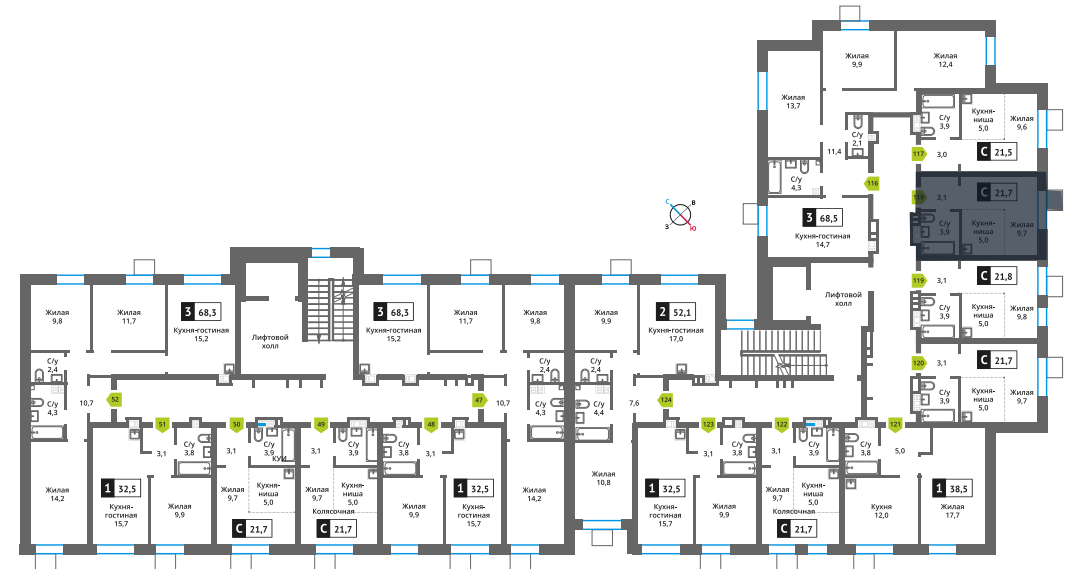 Жилая
9,9
Жилая
12,4
Жилая
13,7
С/у
2,1
11,4
С/у
4,3
116
3 68,5
Кухня-гостиная
14,7
С/у
3,9
Кухня-
ниша
5,0
Жилая
9,6
117
3,0
С 21,5
С 21,7
118
3,1
С/у
3,9
Кухня-
ниша
5,0
Жилая
9,7
119
3,1
С 21,8
С/у
3,9
Кухня-
ниша
5,0
Жилая
9,8
120
3,1
С 21,7
С/у
3,9
Кухня-
ниша
5,0
Жилая
9,7
С
В
З
Ю
Лифтовой
холл
Жилая
9,8
Жилая
11,7
3 68,3
Кухня-гостиная
15,2
Лифтовой
холл
3 68,3
Кухня-гостиная
15,2
Жилая
11,7
Жилая
9,8
Жилая
9,9
2 52,1
Кухня-гостиная
17,0
С/у
2,4
С/у
4,3
10,7
52
С/у
2,4
С/у
4,3
10,7
47
С/у
2,4
С/у
4,4
7,6
124
51
3,1
С/у
3,8
50
3,1
С/у
3,9
КУИ
49
3,1
С/у
3,9
48
С/у
3,8
3,1
123
3,1
С/у
3,8
122
3,1
С/у
3,9
121
С/у
3,8
5,0
Жилая
14,2
1 32,5
Кухня-
гостиная
15,7
Жилая
9,9
Жилая
9,7
Кухня-
ниша
5,0
С 21,7
Жилая
9,7
Кухня-
ниша
5,0
Колясочная
С 21,7
Жилая
9,9
1 32,5
Кухня-
гостиная
15,7
Жилая
14,2
Жилая
10,8
1 32,5
Кухня-
гостиная
15,7
Жилая
9,9
Жилая
9,7
Кухня-
ниша
5,0
Колясочная
С 21,7
Кухня
12,0
1 38,5
Жилая
17,7